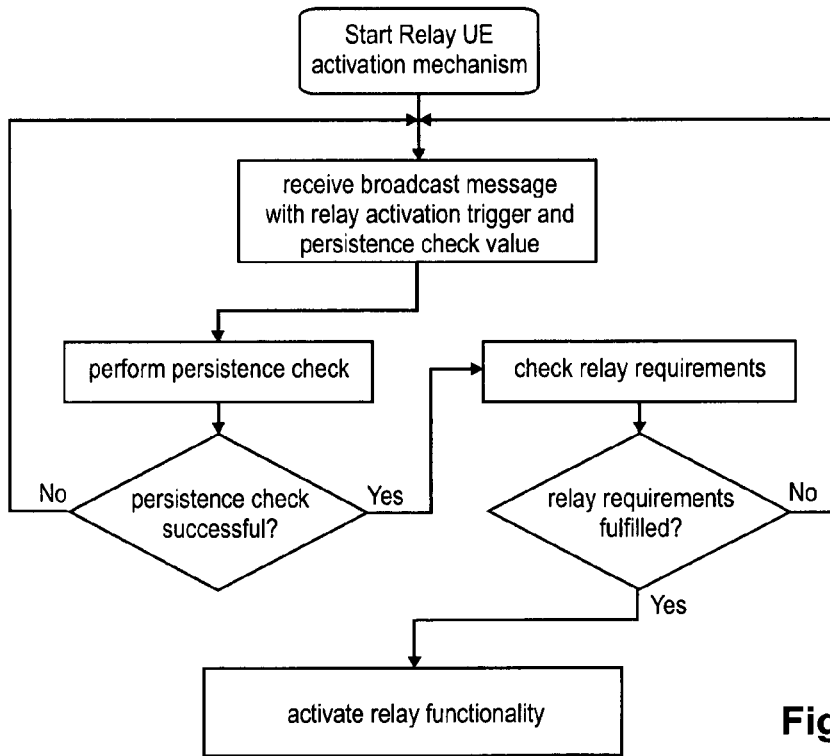 Start Relay UE
activation mechanism
receive broadcast message
with relay activation trigger and
persistence check value
perform persistence check
check relay requirements
No
persistence check
successful?
Yes
relay requirements
fulfilled?
No
Yes
activate relay functionality
Fig